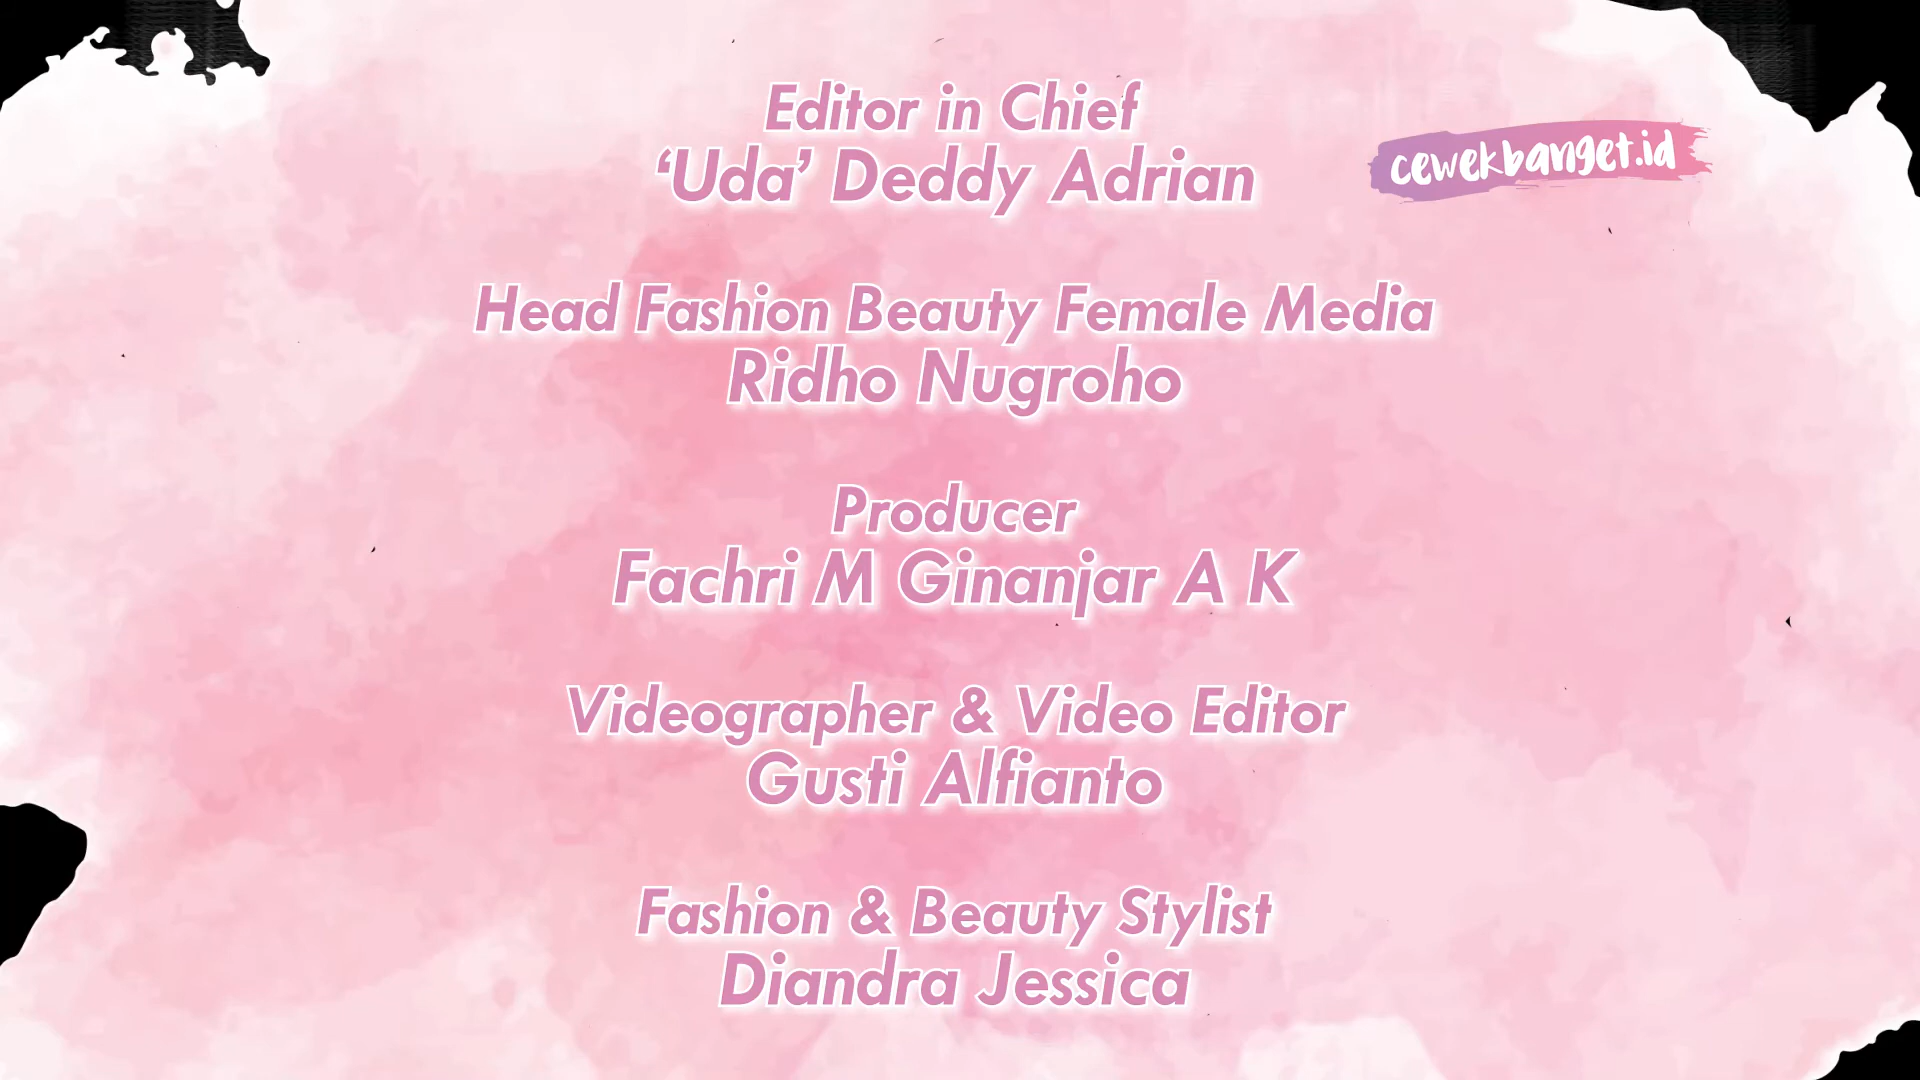 Editor in Chief
‘Uda’ Deddy Adrian
cewekbanget.id
Head Fashion Beauty Female Media
Ridho Nugroho
Producer
Fachri M Ginanjar A K
Videographer & Video Editor
Gusti Alfianto
Fashion & Beauty Stylist
Diandra Jessica